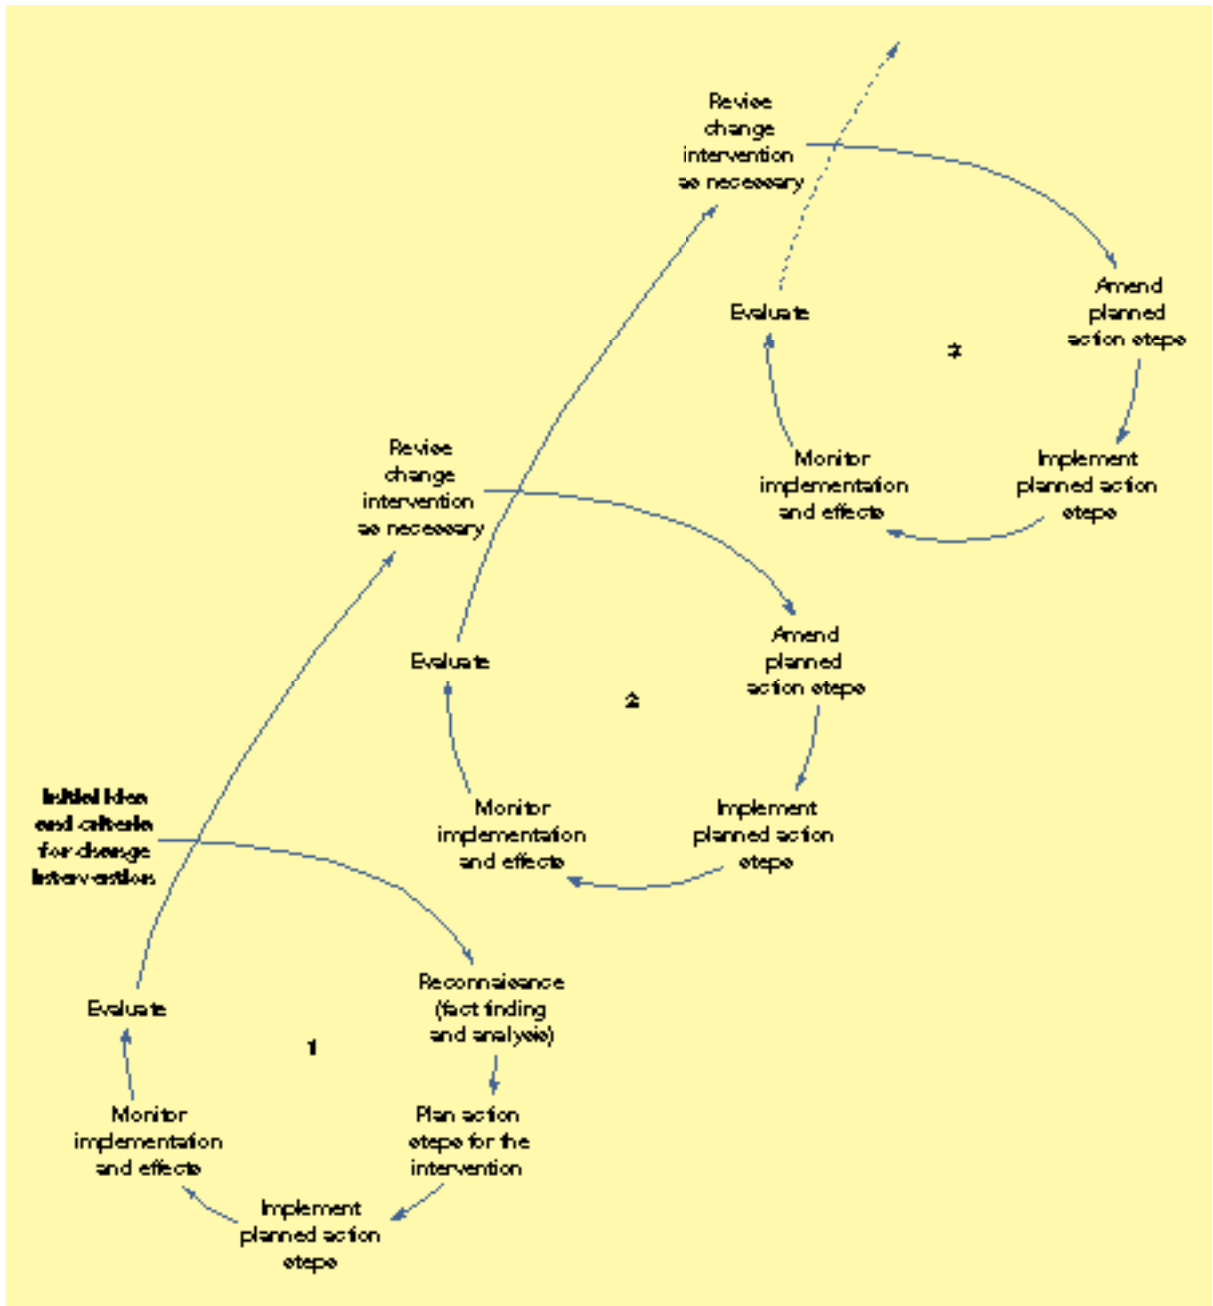 Revise
change
intervention
as necessary
Amend
planned
action steps
Evaluate
3
Monitor
implementation
and effects
Implement
planned action
steps
Revise
change
intervention
as necessary
Amend
planned
action steps
Evaluate
2
Monitor
implementation
and effects
Implement
planned action
steps
Initial idea
and criteria
for change
intervention
Reconnaisance
(fact finding
and analysis)
Evaluate
1
Monitor
implementation
and effects
Plan action
steps for the
intervention
Implement
planned action
steps